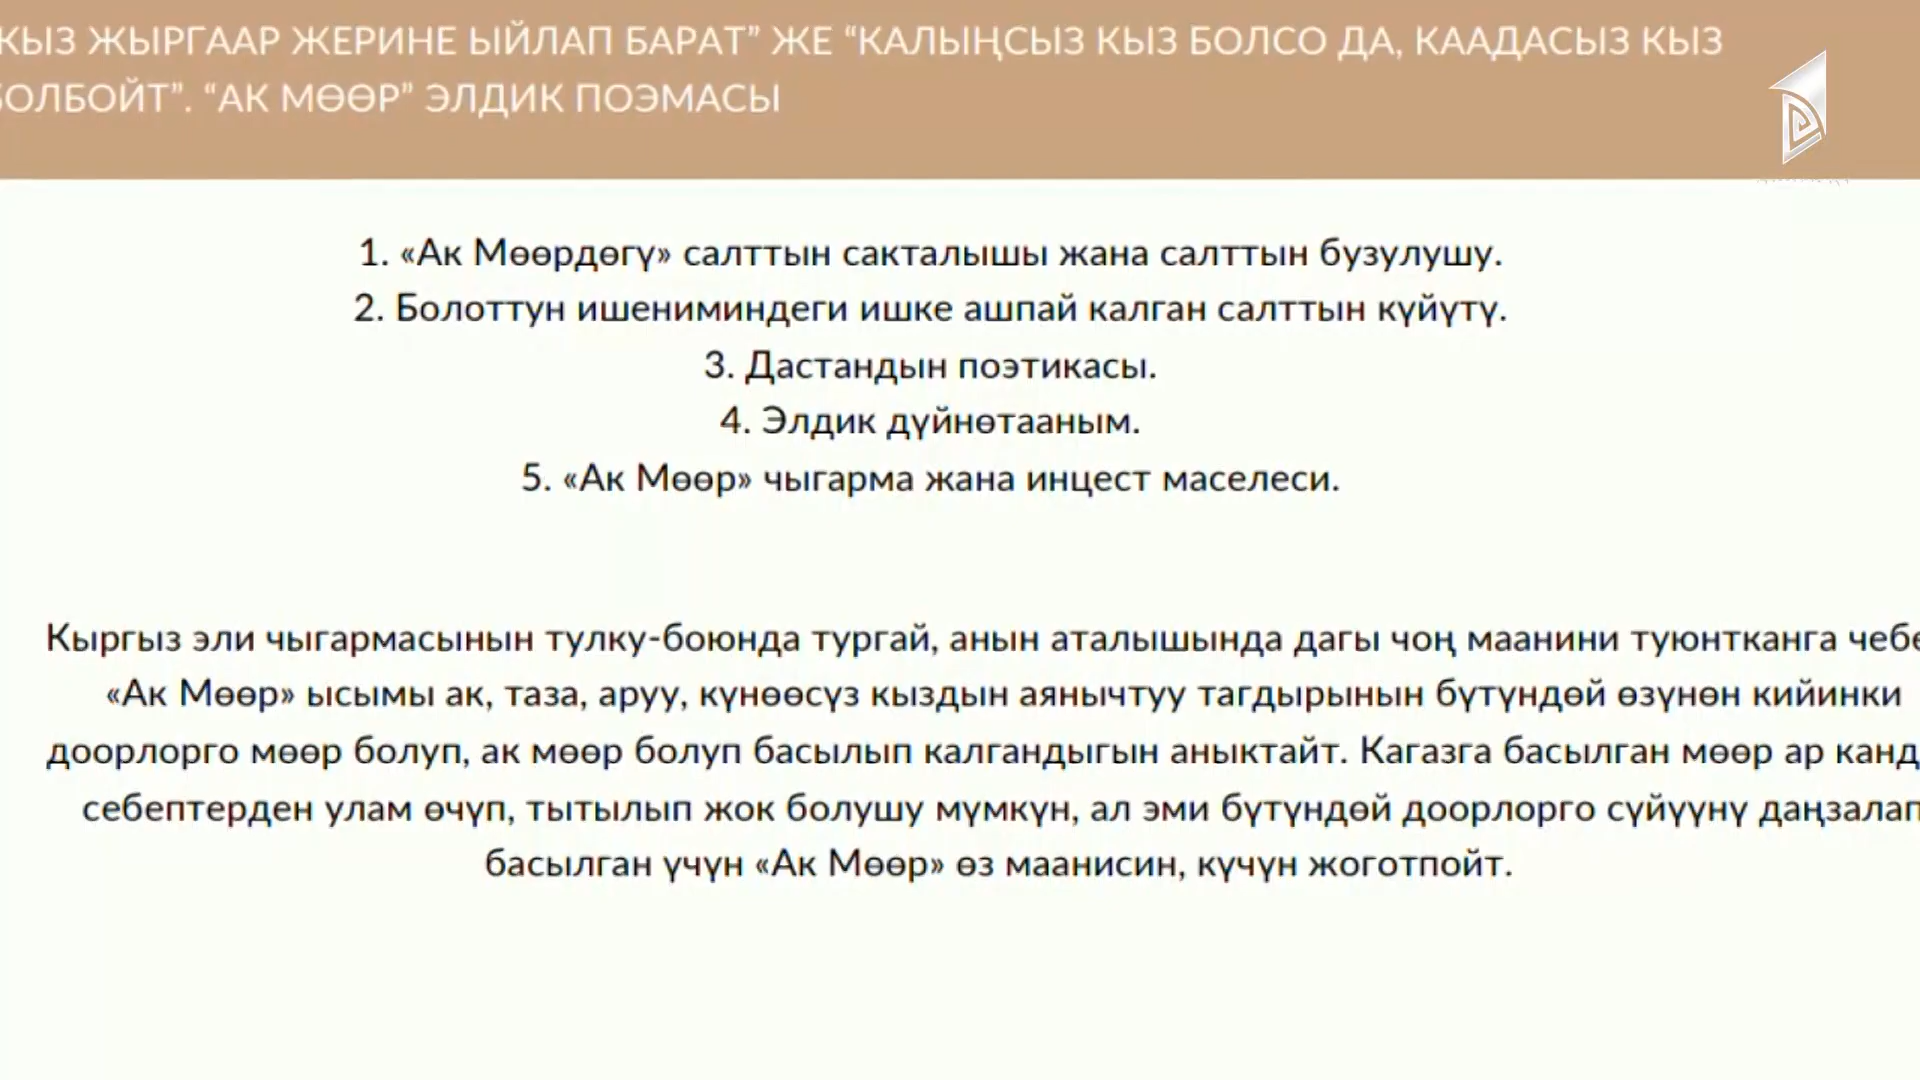 КЫЗ ЖЫРГААР ЖЕРИНЕ ЫЙЛАП БАРАТ” ЖЕ “КАЛЫҢСЫЗ КЫЗ БОЛСО ДА, КААДАСЫЗ КЫЗ
БОЛБОЙТ”. “АК МӨӨР” ЭЛДИК ПОЭМАСЫ
1. «Ак Мөөрдөгү» салттын сакталышы жана салттын бузулушу.
2. Болоттун ишениминдеги ишке ашпай калган салттын күйүтү.
3. Дастандын поэтикасы.
4. Элдик дүйнөтааным.
5. «Ак Мөөр» чыгарма жана инцест маселеси.
Кыргыз эли чыгармасынын тулку-боюнда тургай, анын аталышында дагы чоң маанини туюнтканга чебе
«Ак Мөөр» ысымы ак, таза, аруу, күнөөсүз кыздын аянычтуу тагдырынын бүтүндөй өзүнөн кийинки
доорлорго мөөр болуп, ак мөөр болуп басылып калгандыгын аныктайт. Кагазга басылган мөөр ар канд
себептерден улам өчүп, тытылып жок болушу мүмкүн, ал эми бүтүндөй доорлорго сүйүүнү даңзалап
басылган үчүн «Ак Мөөр» өз маанисин, күчүн жоготпойт.